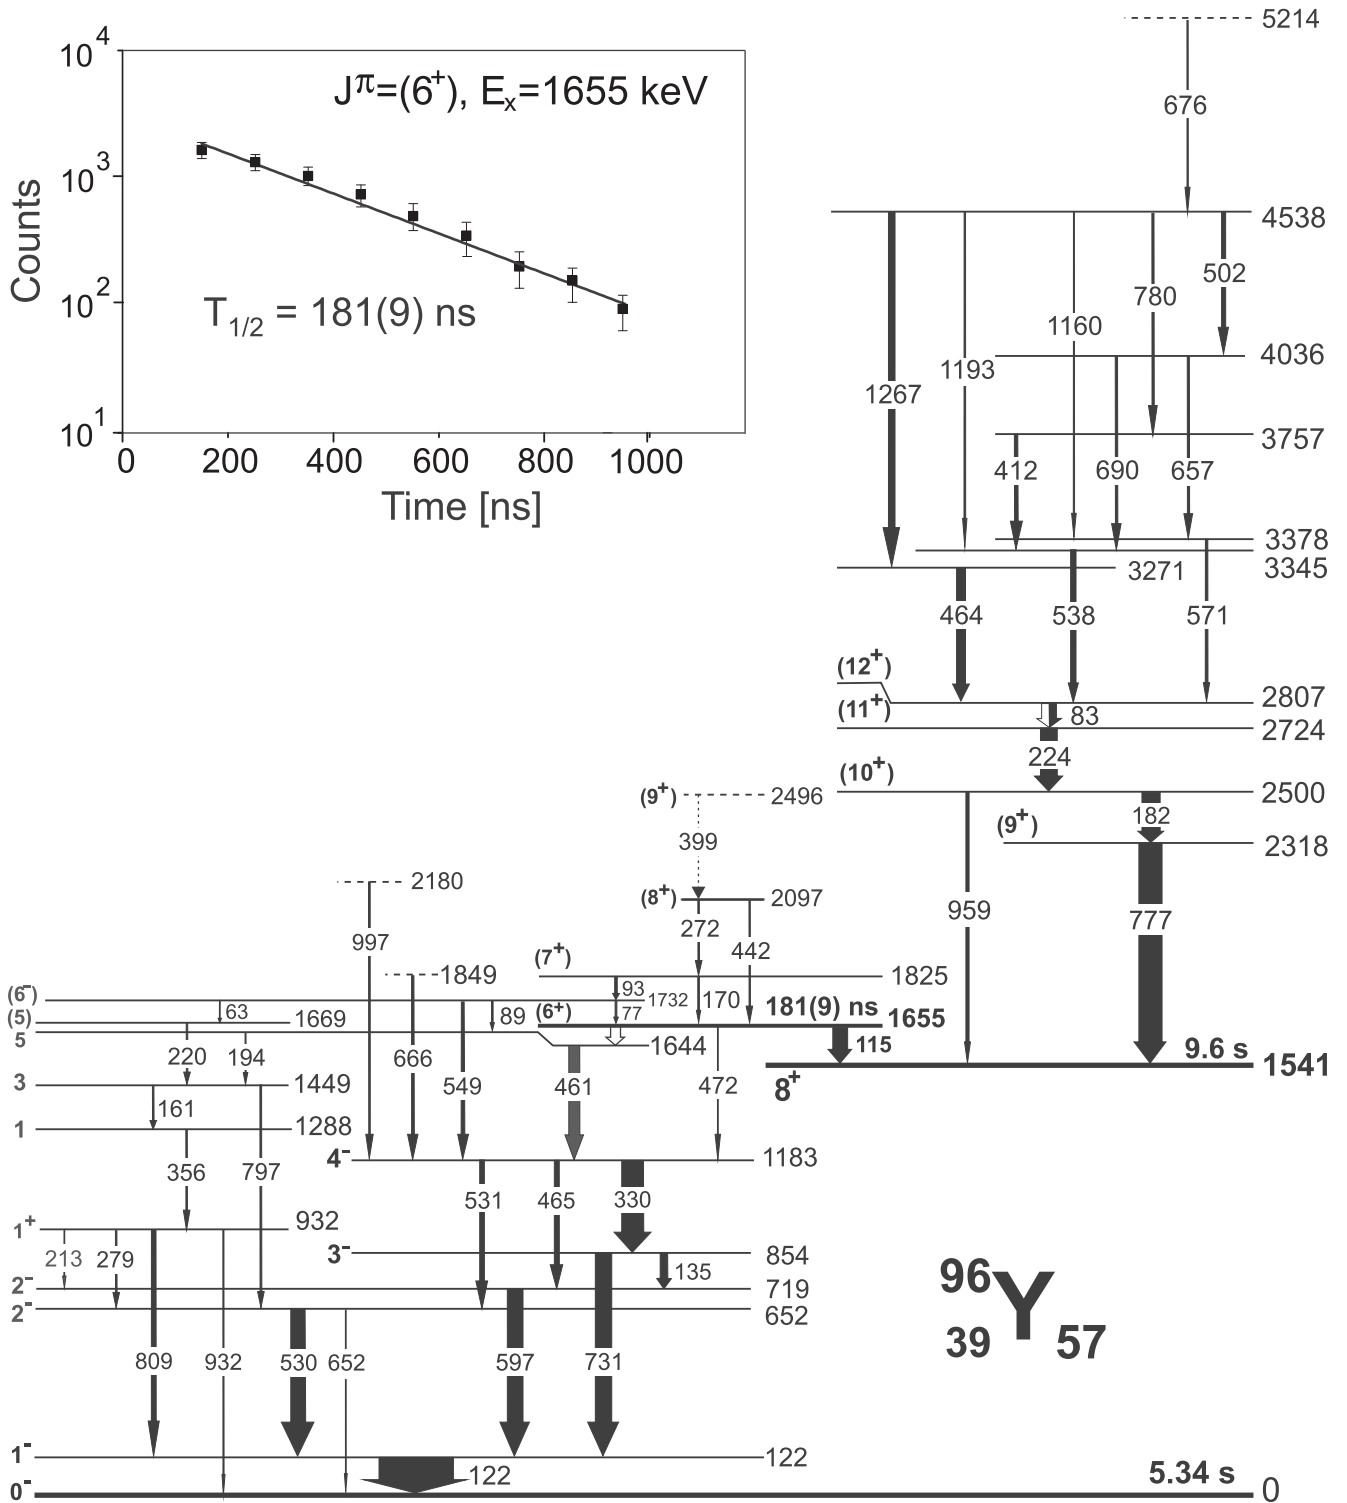 10^4
10^3
10^2
10^1
Counts
J^π=(6^+), E_x=1655 keV
T_1/2 = 181(9) ns
0 200 400 600 800 1000
Time [ns]
5214
676
4538
502
780
1160
4036
1193
1267
3757
412 690 657
3378
3271 3345
464 538 571
(12^+)
2807
(11^+)
83
2724
224
(10^+)
(9^+) 2496 2500
182
(9^+)
399
2318
2180
(8^+) 2097
959 777
272
997 442
(7^+)
1849 1825
(6^-) 93 1732 170 181(9) ns
63 89 (6+) 77 1655
(5) 1669
5 1644 115 9.6 s
220 194 666 549 461 472 8^+ 1541
3 1449
161
1 1288
4^- 1183
356 797
531 465 330
1^+ 932
213 279 3^- 854
135
2^- 719
2^- 652
809 932 530 652 597 731
96
39 Y 57
1^- 122
122 5.34 s
0^- 0